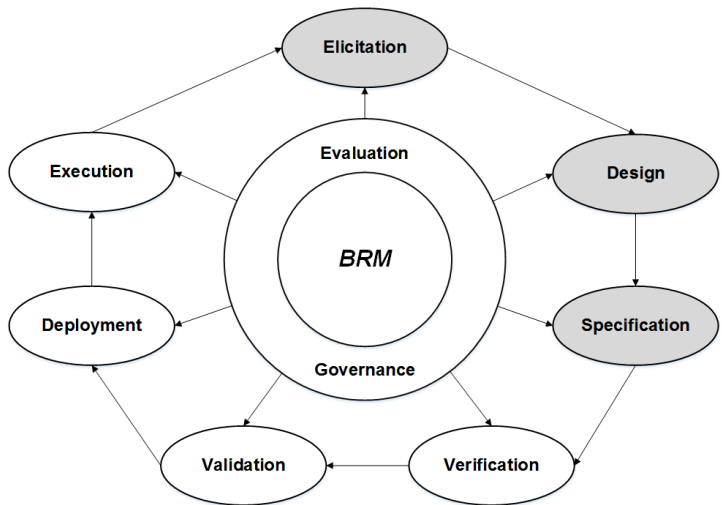 Elicitation
Evaluation
Execution
Design
BRM
Deployment
Specification
Governance
Validation
Verification